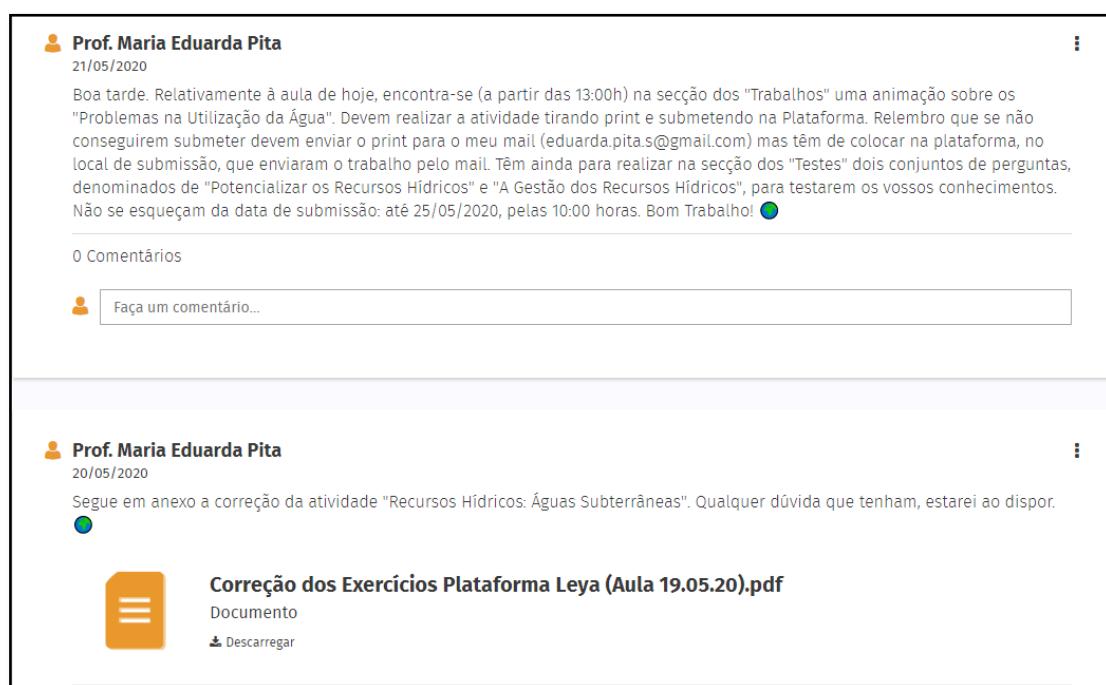 Prof. Maria Eduarda Pita
21/05/2020
Boa tarde. Relativamente à aula de hoje, encontra-se (a partir das 13:00h) na secção dos "Trabalhos" uma animação sobre os
"Problemas na Utilização da Água". Devem realizar a atividade tirando print e submetendo na Plataforma. Relembro que se não
conseguirem submeter devem enviar o print para o meu mail (eduarda.pita.s@gmail.com) mas têm de colocar na plataforma, no
local de submissão, que enviaram o trabalho pelo mail. Têm ainda para realizar na secção dos "Testes" dois conjuntos de perguntas,
denominados de "Potencializar os Recursos Hídricos" e "A Gestão dos Recursos Hídricos", para testarem os vossos conhecimentos.
Não se esqueçam da data de submissão: até 25/05/2020, pelas 10:00 horas. Bom Trabalho!
0 Comentários
Faça um comentário...
Prof. Maria Eduarda Pita
20/05/2020
Segue em anexo a correção da atividade "Recursos Hídricos: Águas Subterrâneas". Qualquer dúvida que tenham, estarei ao dispor.
Correção dos Exercícios Plataforma Leya (Aula 19.05.20).pdf
Documento
Descarregar